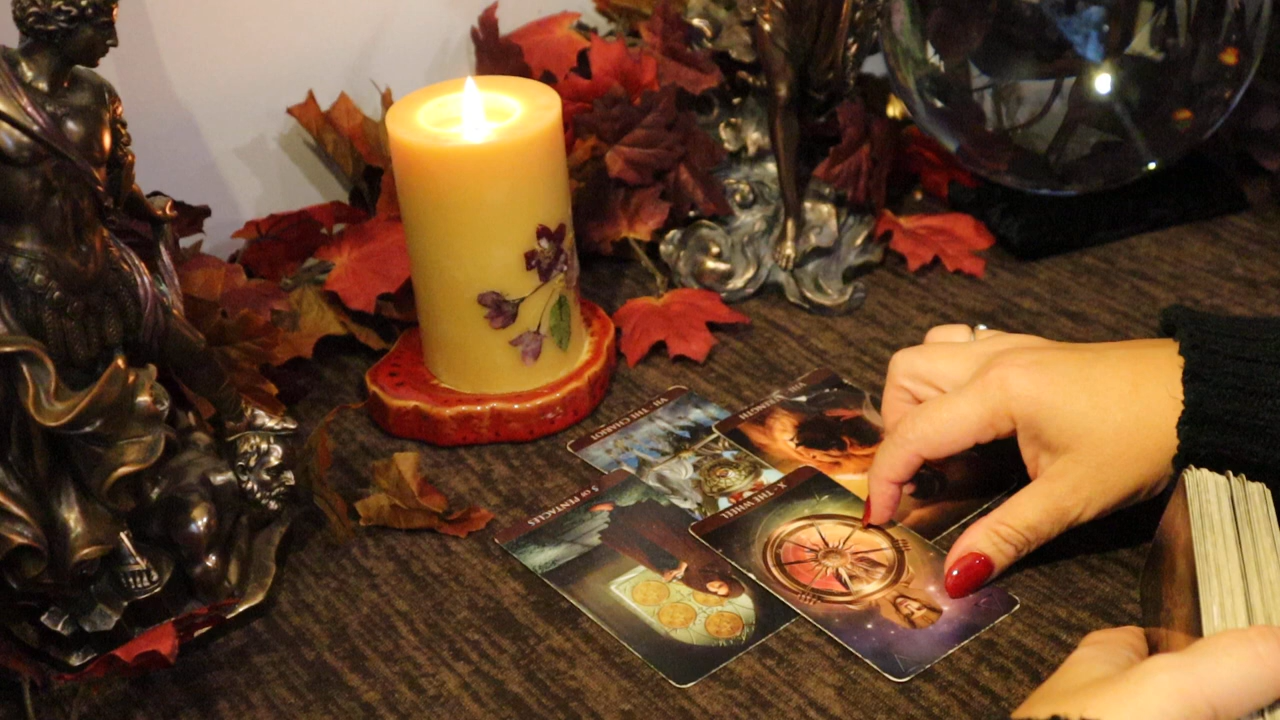 VII. THE CHARIOT
STRENGTH
5 OF PENTACLES
X. THE WHEEL